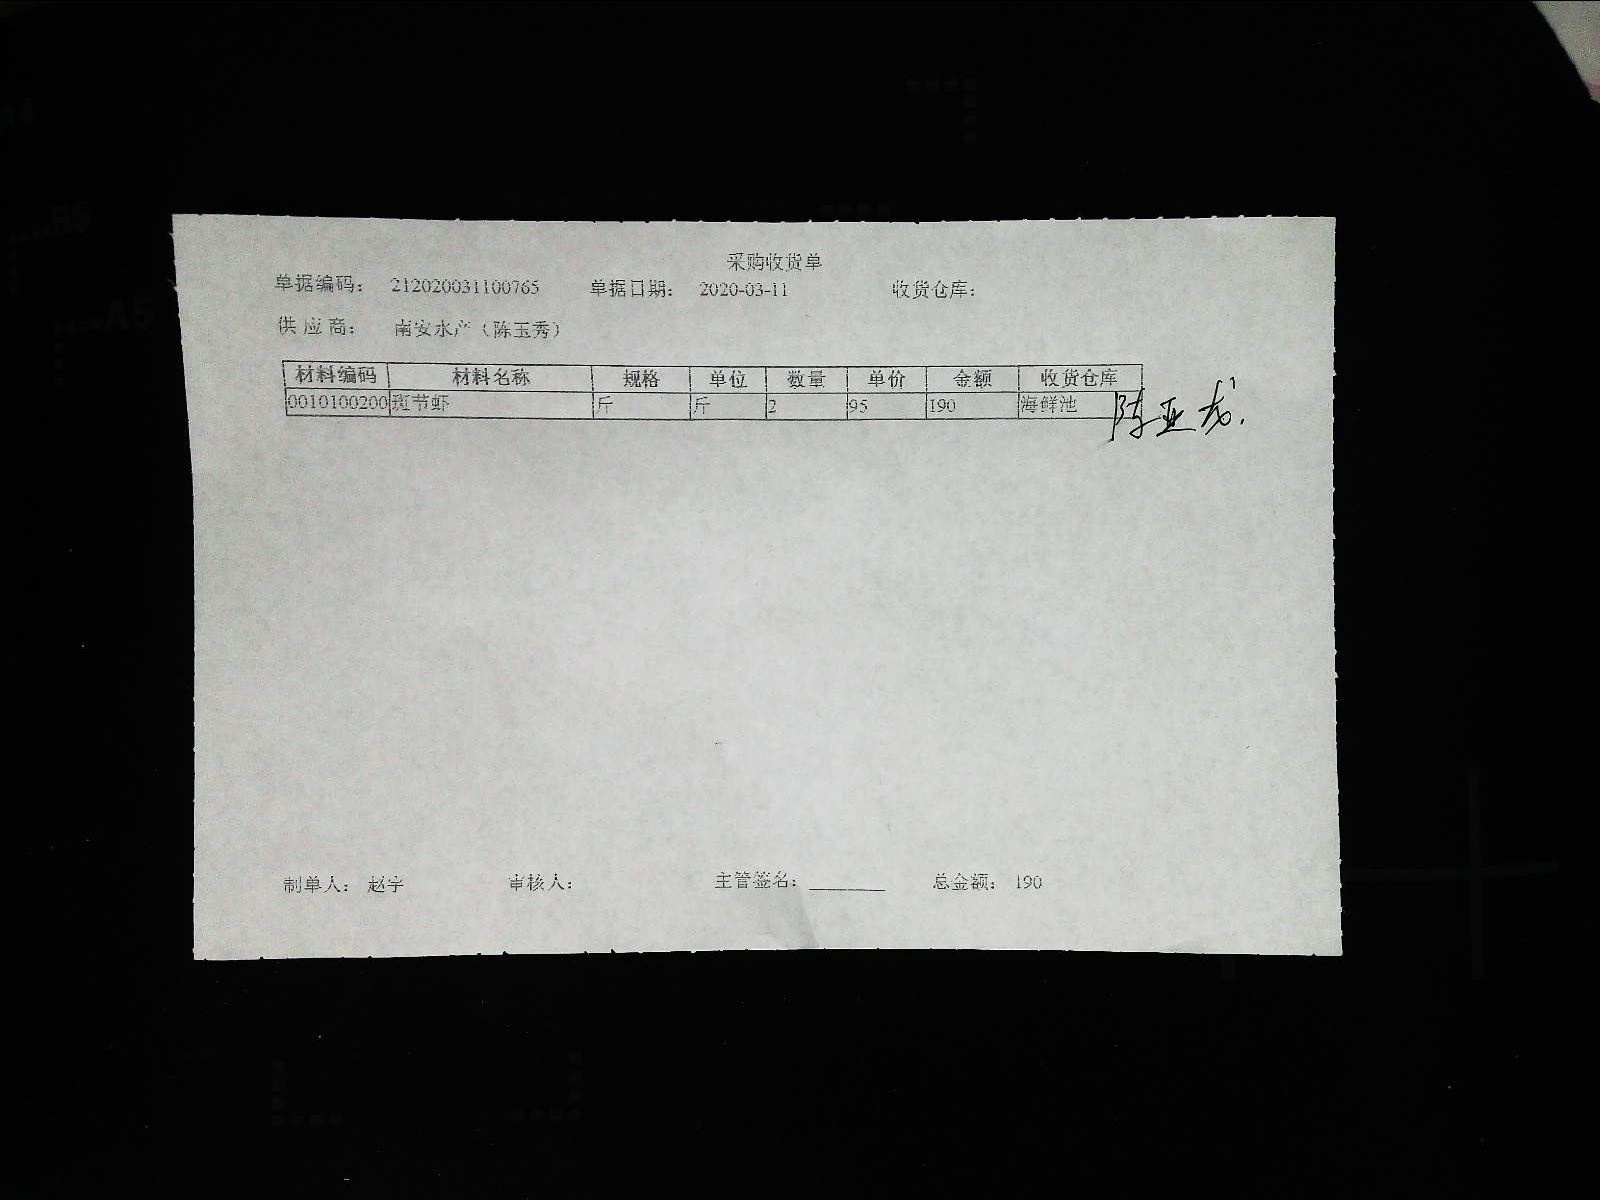 采购收货单
单据编码： 212020031100765 单据日期： 2020-03-11 收货仓库：
供应商： 南安水产（陈玉秀）
材料编码 材料名称 规格 单位 数量 单价 金额 收货仓库
0010100200 斑节虾 斤 斤 2 95 190 海鲜池
陈亚
制单人： 赵宇 审核人： 主管签名：________ 总金额： 190